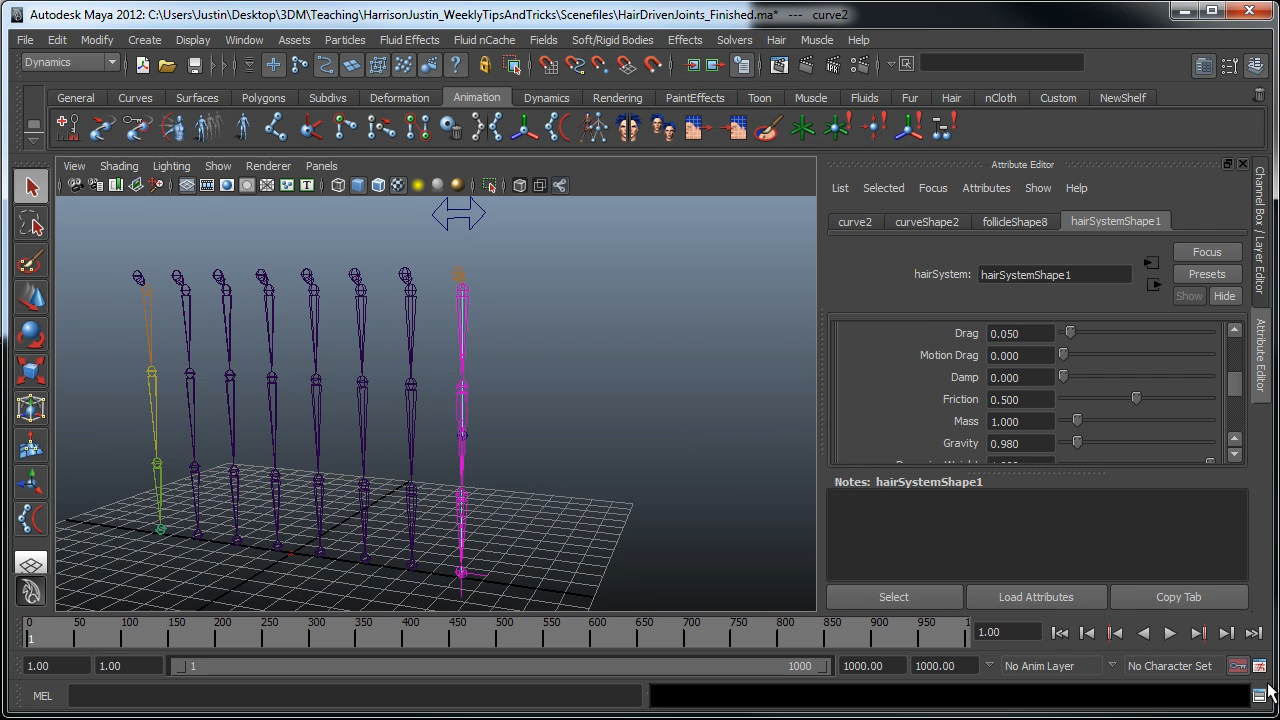 Autodesk Maya 2012: C:\Users\Justin\Desktop\3DM\Teaching\HarrisonJustin_WeeklyTipsAndTricks\Scenefiles\HairDrivenJoints_Finished.ma* --- curve2
File Edit Modify Create Display Window Assets Particles Fluid Effects Fluid nCache Fields Soft/Rigid Bodies Effects Solvers Hair Muscle Help
Dynamics
General Curves Surfaces Polygons Subdivs Deformation Animation Dynamics Rendering PaintEffects Toon Muscle Fluids Fur Hair nCloth Custom NewShelf
View Shading Lighting Show Renderer Panels
Attribute Editor
List Selected Focus Attributes Show Help
curve2 curveShape2 follicleShape8 hairSystemShape1
Focus
hairSystem: hairSystemShape1
Presets
Show Hide
Drag 0.050
Motion Drag 0.000
Damp 0.000
Friction 0.500
Mass 1.000
Gravity 0.980
Notes: hairSystemShape1
Select Load Attributes Copy Tab
Channel Box / Layer Editor
Attribute Editor
0 50 100 150 200 250 300 350 400 450 500 550 600 650 700 750 800 850 900 950 1
1
1.00
1.00 1.00 1 1000 1000.00 1000.00 No Anim Layer No Character Set
MEL